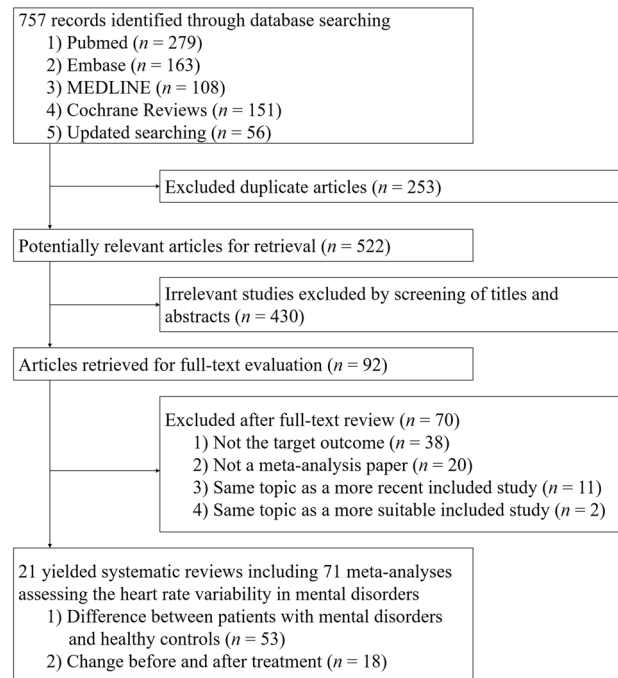 757 records identified through database searching
1) Pubmed (n = 279)
2) Embase (n = 163)
3) MEDLINE (n = 108)
4) Cochrane Reviews (n = 151)
5) Updated searching (n = 56)
Excluded duplicate articles (n = 253)
Potentially relevant articles for retrieval (n = 522)
Irrelevant studies excluded by screening of titles and
abstracts (n = 430)
Articles retrieved for full-text evaluation (n = 92)
Excluded after full-text review (n = 70)
1) Not the target outcome (n = 38)
2) Not a meta-analysis paper (n = 20)
3) Same topic as a more recent included study (n = 11)
4) Same topic as a more suitable included study (n = 2)
21 yielded systematic reviews including 71 meta-analyses
assessing the heart rate variability in mental disorders
1) Difference between patients with mental disorders
and healthy controls (n = 53)
2) Change before and after treatment (n = 18)